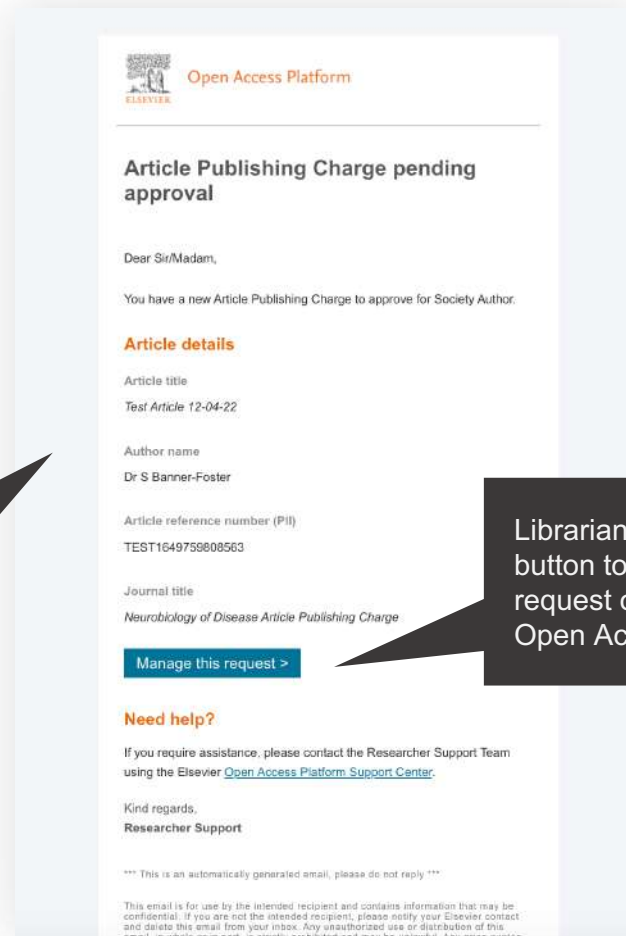 ELSEVIER
Open Access Platform
Article Publishing Charge pending
approval
Dear Sir/Madam,
You have a new Article Publishing Charge to approve for Society Author.
Article details
Article title
Test Article 12-04-22
Author name
Dr S Banner-Foster
Article reference number (PII)
TEST1649759808563
Journal title
Neurobiology of Disease Article Publishing Charge
Manage this request >
Librarian
button to
request
Open Ac
Need help?
If you require assistance, please contact the Researcher Support Team
using the Elsevier Open Access Platform Support Center.
Kind regards,
Researcher Support
*** This is an automatically generated email, please do not reply ***
This email is for use by the intended recipient and contains information that may be
confidential. If you are not the intended recipient, please notify your Elsevier contact
and delete this email from your inbox. Any unauthorized use or distribution of this